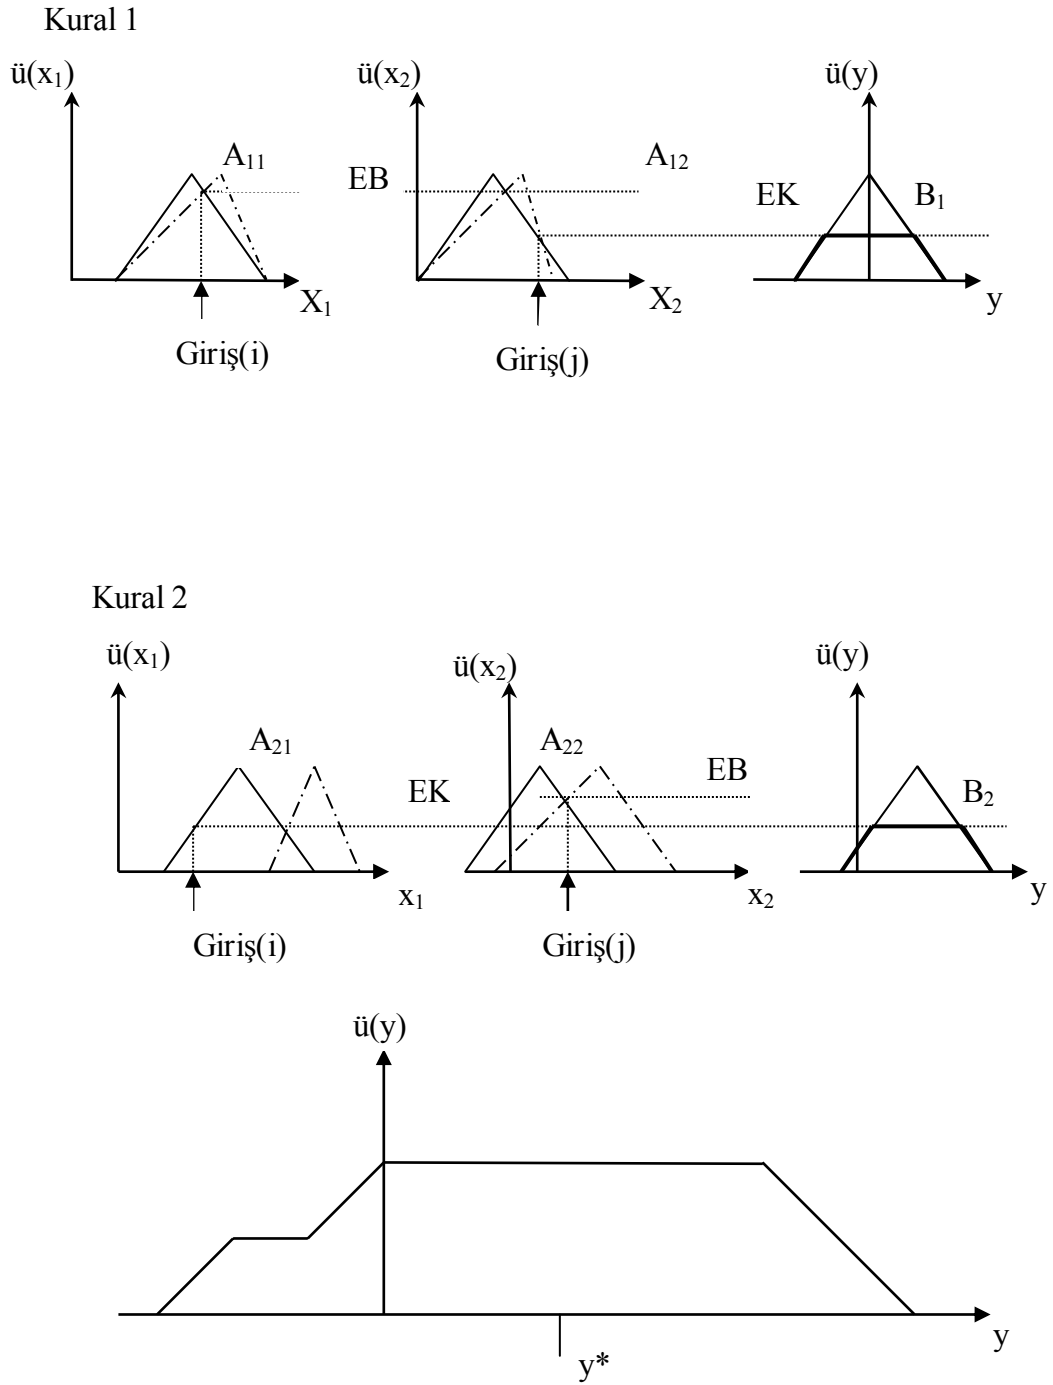 Kural 1
ü(x₁) ü(x₂) ü(y)
A₁₁ A₁₂
EB EK B₁
X₁ X₂ y
Giriş(i) Giriş(j)
Kural 2
ü(x₁) ü(x₂) ü(y)
A₂₁ A₂₂
EK EB B₂
x₁ x₂ y
Giriş(i) Giriş(j)
ü(y)
y
y*